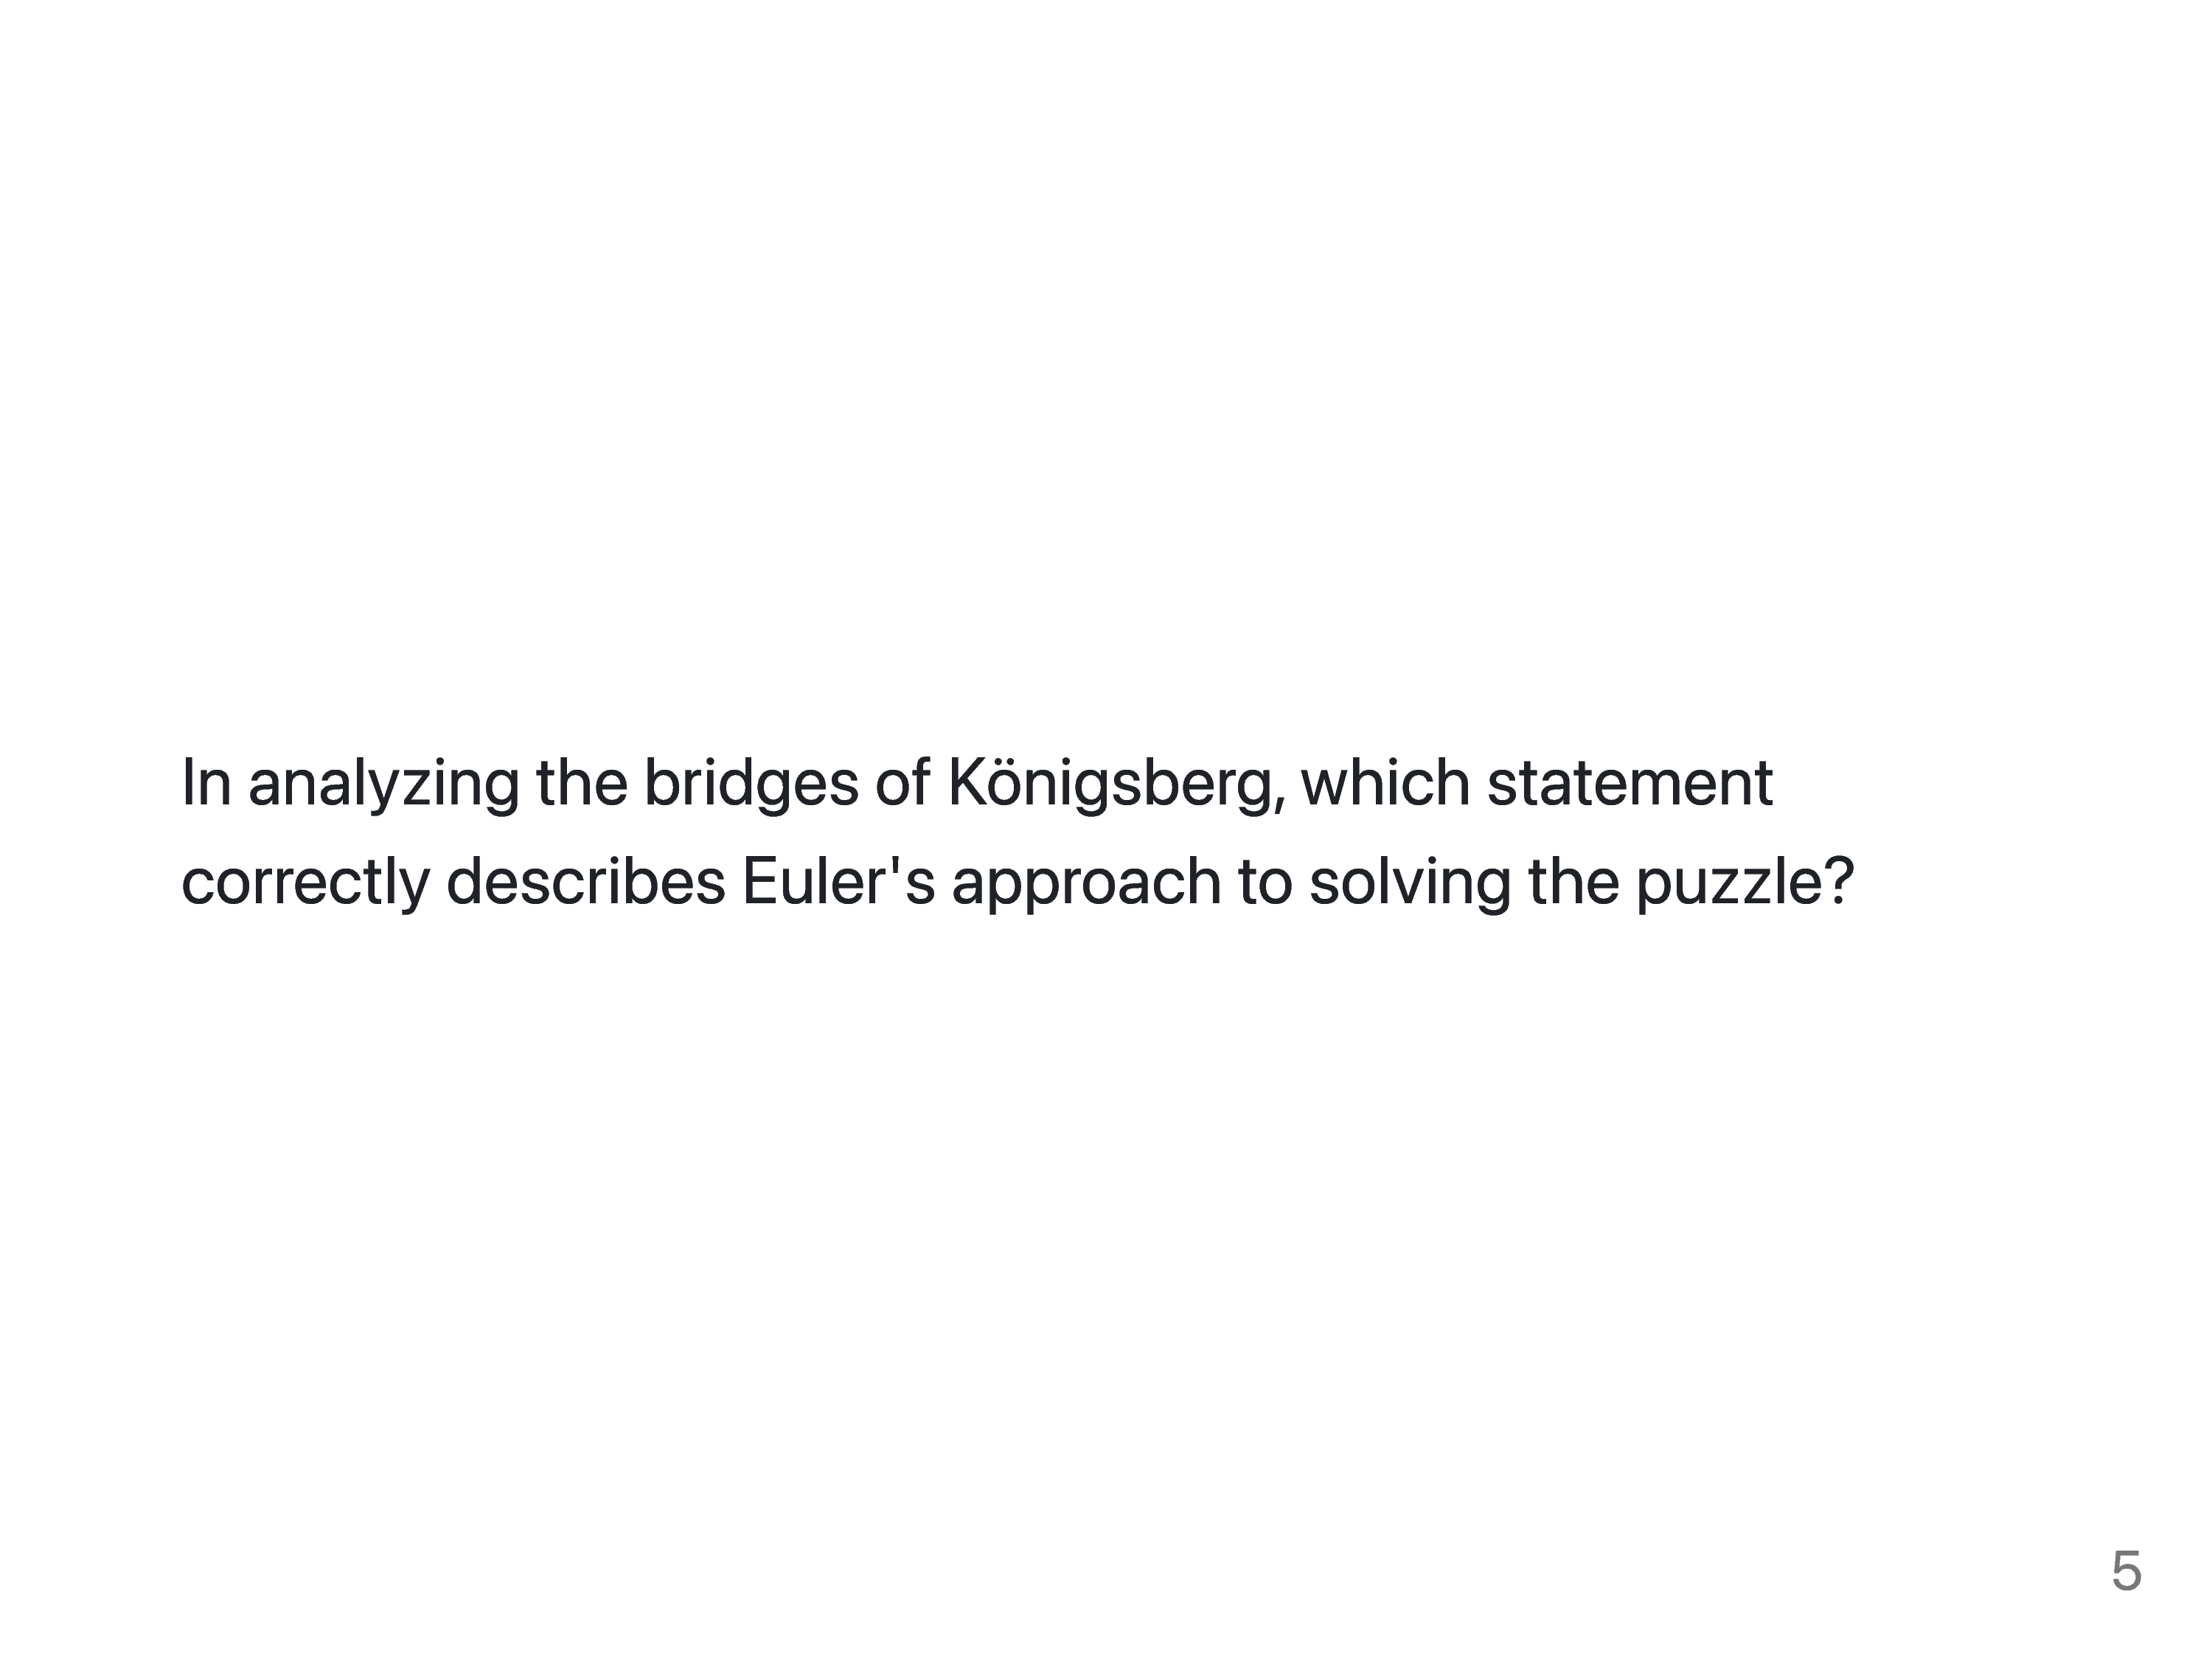 In analyzing the bridges of Königsberg, which statement
correctly describes Euler's approach to solving the puzzle?
5